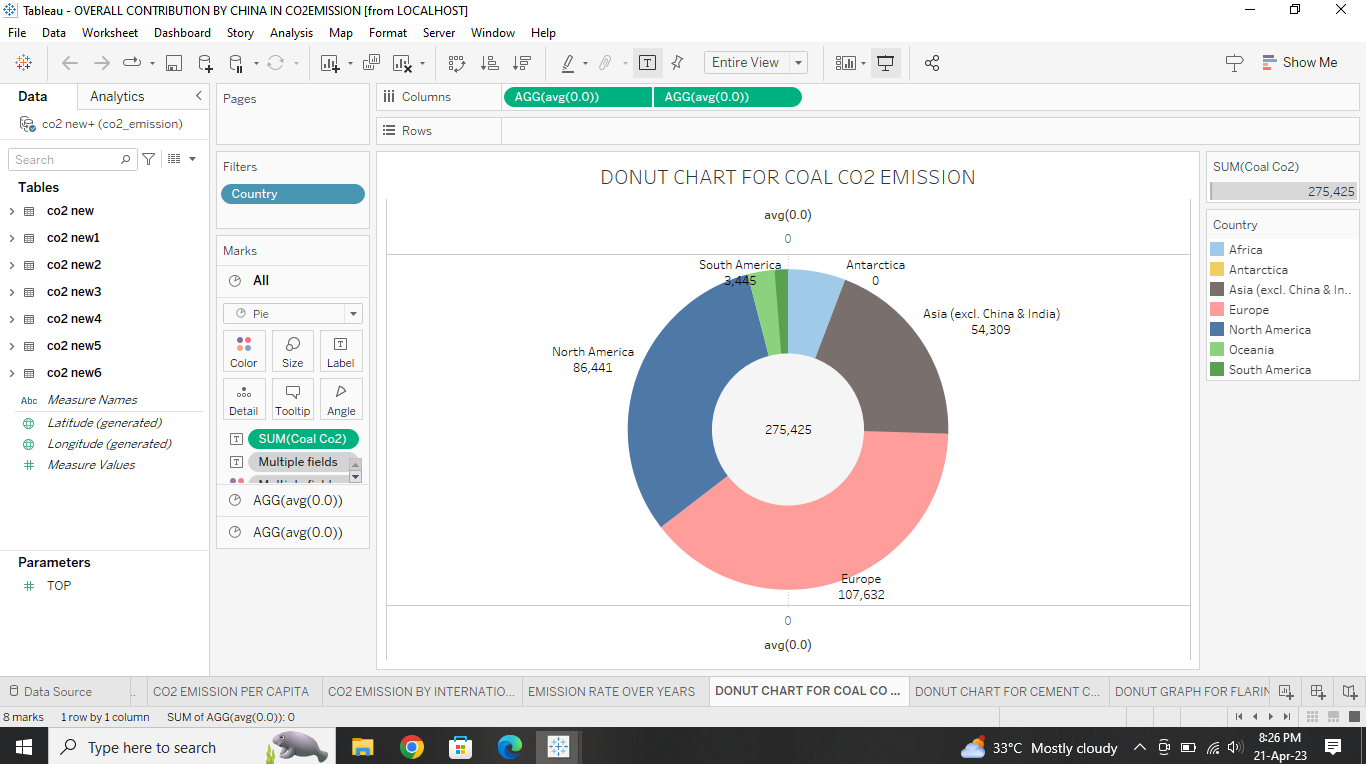 Tableau - OVERALL CONTRIBUTION BY CHINA IN CO2EMISSION [from LOCALHOST]
File Data Worksheet Dashboard Story Analysis Map Format Server Window Help
Entire View
Show Me
Data Analytics
co2 new+ (co2_emission)
Search
Tables
co2 new
co2 new1
co2 new2
co2 new3
co2 new4
co2 new5
co2 new6
Abc Measure Names
Latitude (generated)
Longitude (generated)
# Measure Values
Parameters
# TOP
Pages
Filters
Country
Marks
All
Pie
Color Size Label
Detail Tooltip Angle
SUM(Coal Co2)
Multiple fields
AGG(avg(0.0))
AGG(avg(0.0))
Columns AGG(avg(0.0)) AGG(avg(0.0))
Rows
DONUT CHART FOR COAL CO2 EMISSION
avg(0.0)
0
South America
3,445
Antarctica
0
Asia (excl. China & India)
54,309
North America
86,441
275,425
Europe
107,632
0
avg(0.0)
SUM(Coal Co2)
275,425
Country
Africa
Antarctica
Asia (excl. China & In..
Europe
North America
Oceania
South America
Data Source .. CO2 EMISSION PER CAPITA CO2 EMISSION BY INTERNATIO... EMISSION RATE OVER YEARS DONUT CHART FOR COAL CO ... DONUT CHART FOR CEMENT C... DONUT GRAPH FOR FLARIN
8 marks 1 row by 1 column SUM of AGG(avg(0.0)): 0
Type here to search
33°C Mostly cloudy
8:26 PM
21-Apr-23